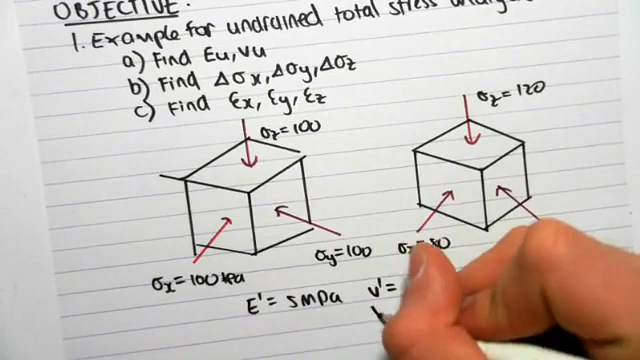 OBJECTIVE:
1. Example for undrained total stress
a) Find Eu, Vu
b) Find Δσx, Δσy, Δσz
c) Find εx, εy, εz
σz=100
σz=120
σy=100
σx=100 kPa
E'= 5mpa v'=